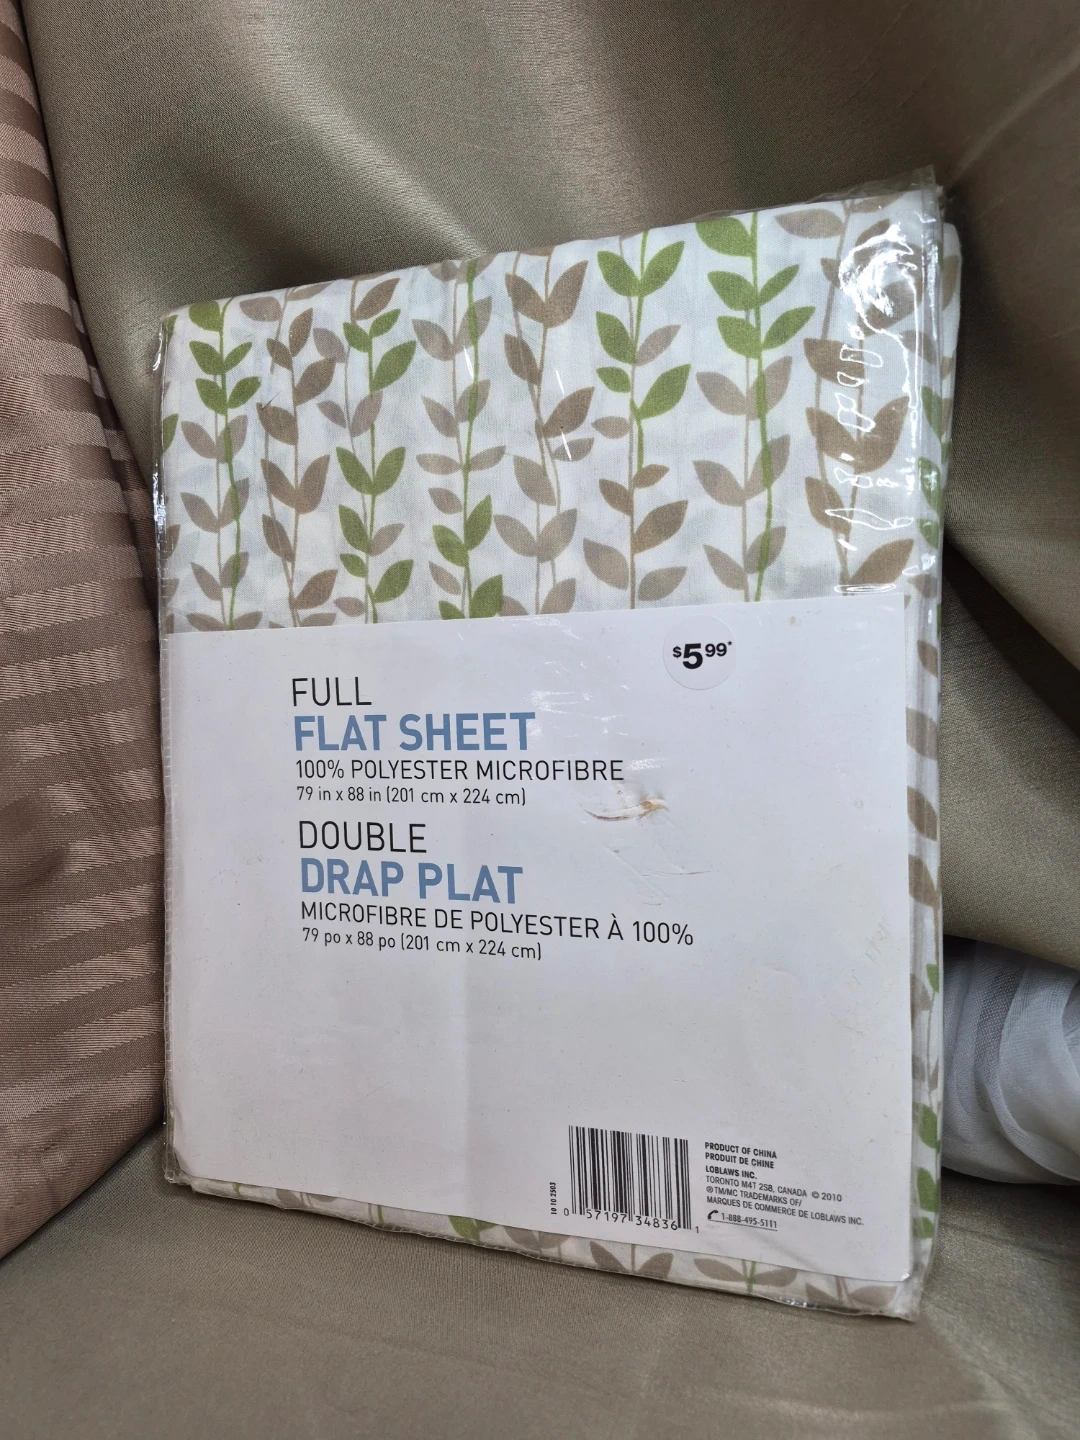 $5.99*
FULL
FLAT SHEET
100% POLYESTER MICROFIBRE
79 in x 88 in (201 cm x 224 cm)
DOUBLE
DRAP PLAT
MICROFIBRE DE POLYESTER À 100%
79 po x 88 po (201 cm x 224 cm)
10 10 2503
0 57197 34836 1
PRODUCT OF CHINA
PRODUIT DE CHINE
LOBLAWS INC.
TORONTO M4T 2S8, CANADA © 2010
®TM/MC TRADEMARKS OF/
MARQUES DE COMMERCE DE LOBLAWS INC.
1-888-495-5111